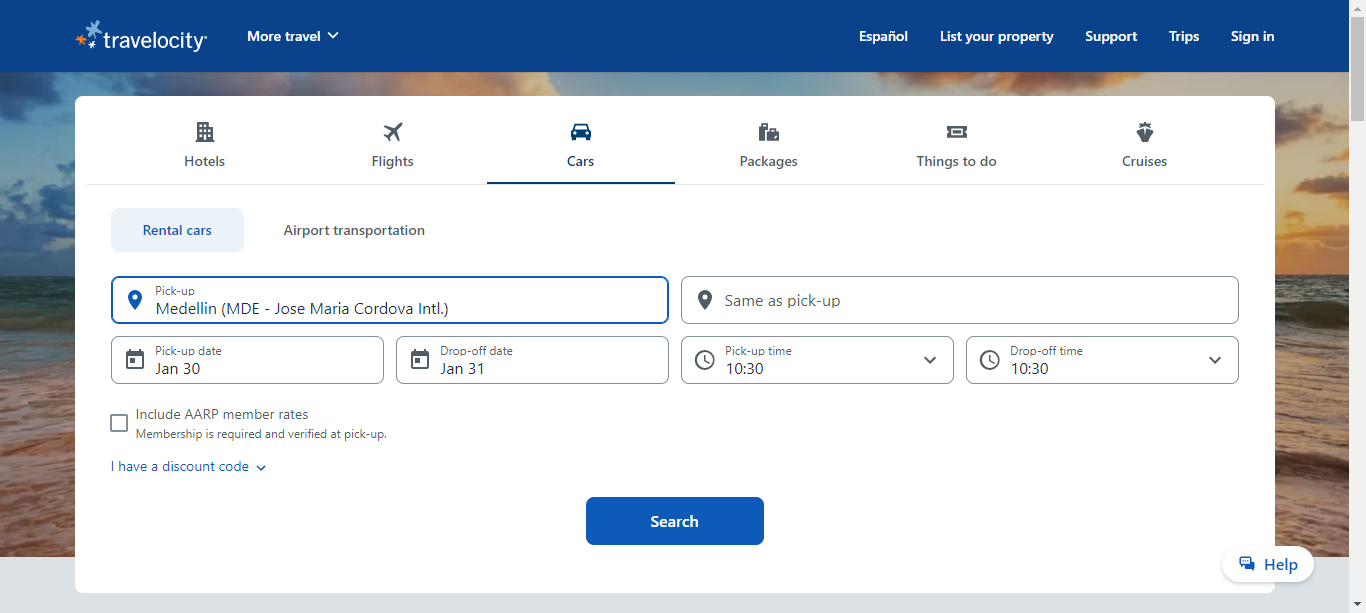 travelocity
More travel
Español
List your property
Support
Trips
Sign in
Hotels
Flights
Cars
Packages
Things to do
Cruises
Rental cars
Airport transportation
Pick-up
Medellin (MDE - Jose Maria Cordova Intl.)
Same as pick-up
Pick-up date
Jan 30
Drop-off date
Jan 31
Pick-up time
10:30
Drop-off time
10:30
Include AARP member rates
Membership is required and verified at pick-up.
I have a discount code
Search
Help